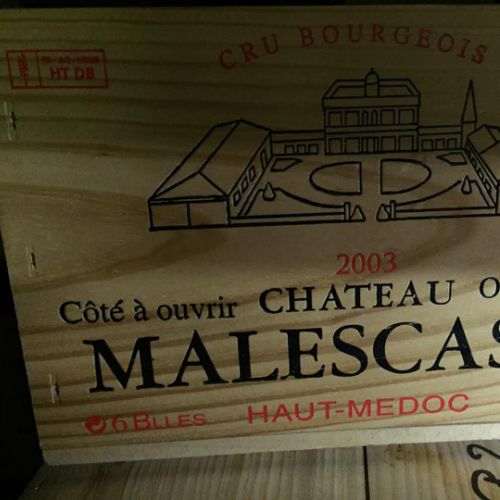 CRU BOURGEOIS
HT DB
2003
Côté à ouvrir CHATEAU O
MALESCAS
6 BLLES HAUT-MEDOC